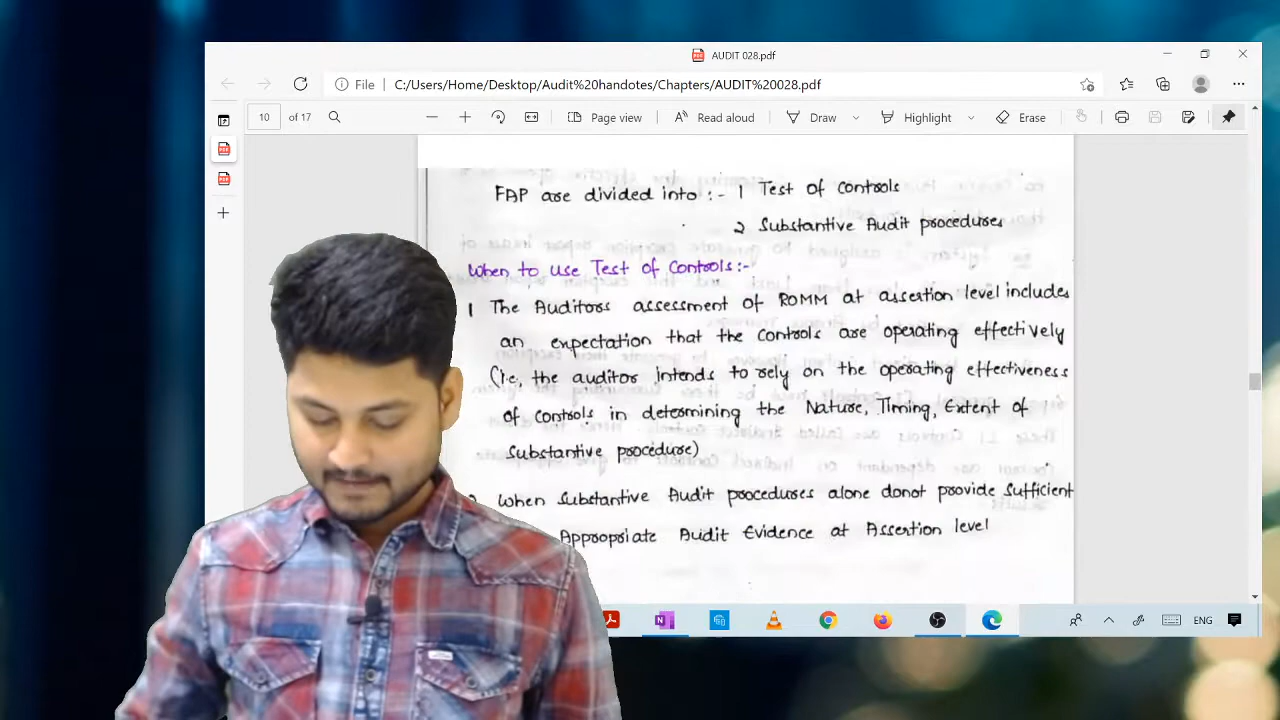 AUDIT 028.pdf
File
C:/Users/Home/Desktop/Audit%20handotes/Chapters/AUDIT%20028.pdf
10 of 17
Page view
Read aloud
Draw
Highlight
Erase
FAP are divided into :- 1 Test of controls
2 Substantive Audit procedures
When to use Test of Controls :-
1 The Auditors assessment of ROMM at assertion level includes
an expectation that the Controls are operating effectively
(i.e, the auditor intends to rely on the operating effectiveness
of controls in determining the Nature, Timing, Extent of
Substantive procedure)
When Substantive Audit procedures alone donot provide Sufficient
Appropriate Audit Evidence at Assertion level
ENG